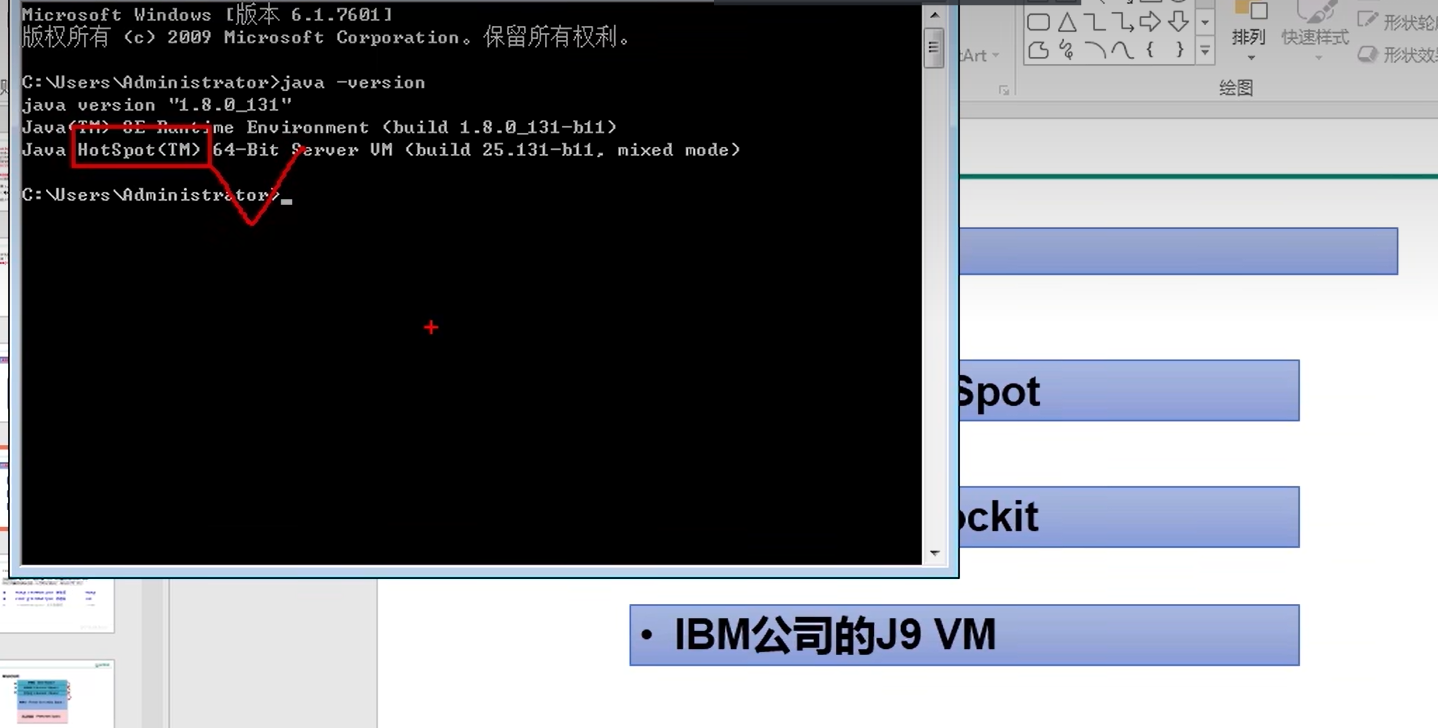 Microsoft Windows [版本 6.1.7601]
版权所有 (c) 2009 Microsoft Corporation。保留所有权利。
C:\Users\Administrator>java -version
java version "1.8.0_131"
Java(TM) SE Runtime Environment (build 1.8.0_131-b11)
Java HotSpot(TM) 64-Bit Server VM (build 25.131-b11, mixed mode)
C:\Users\Administrator>
Art
排列
快速样式
形状轮
形状效
绘图
Spot
ockit
• IBM公司的J9 VM